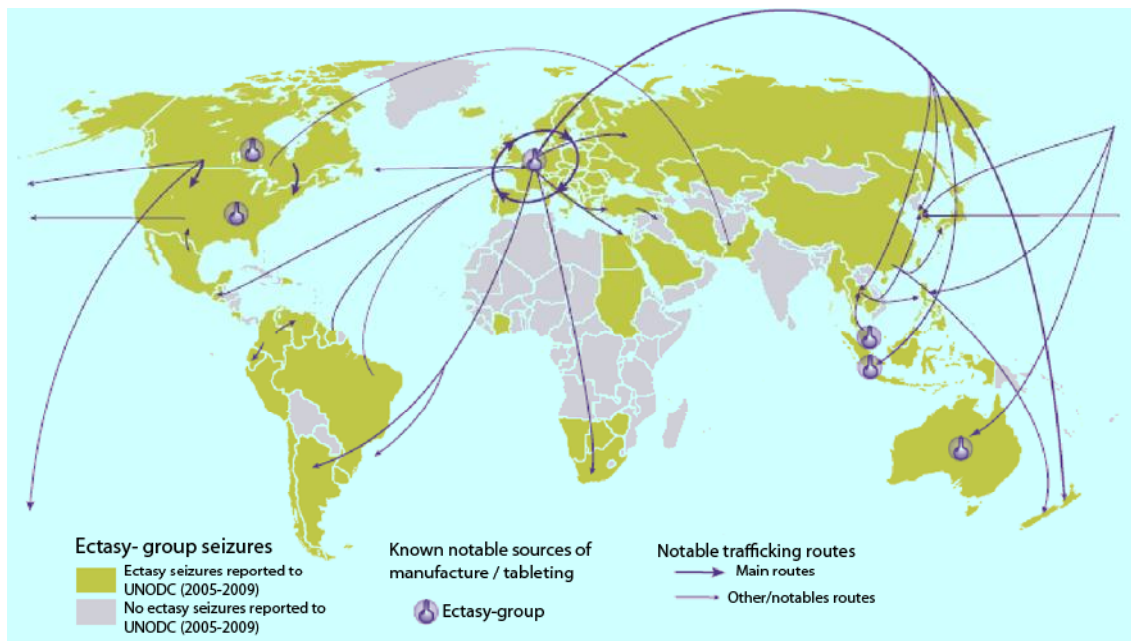 Ectasy- group seizures
Ectasy seizures reported to
UNODC (2005-2009)
No ectasy seizures reported to
UNODC (2005-2009)
Known notable sources of
manufacture / tableting
Ectasy-group
Notable trafficking routes
Main routes
Other/notables routes